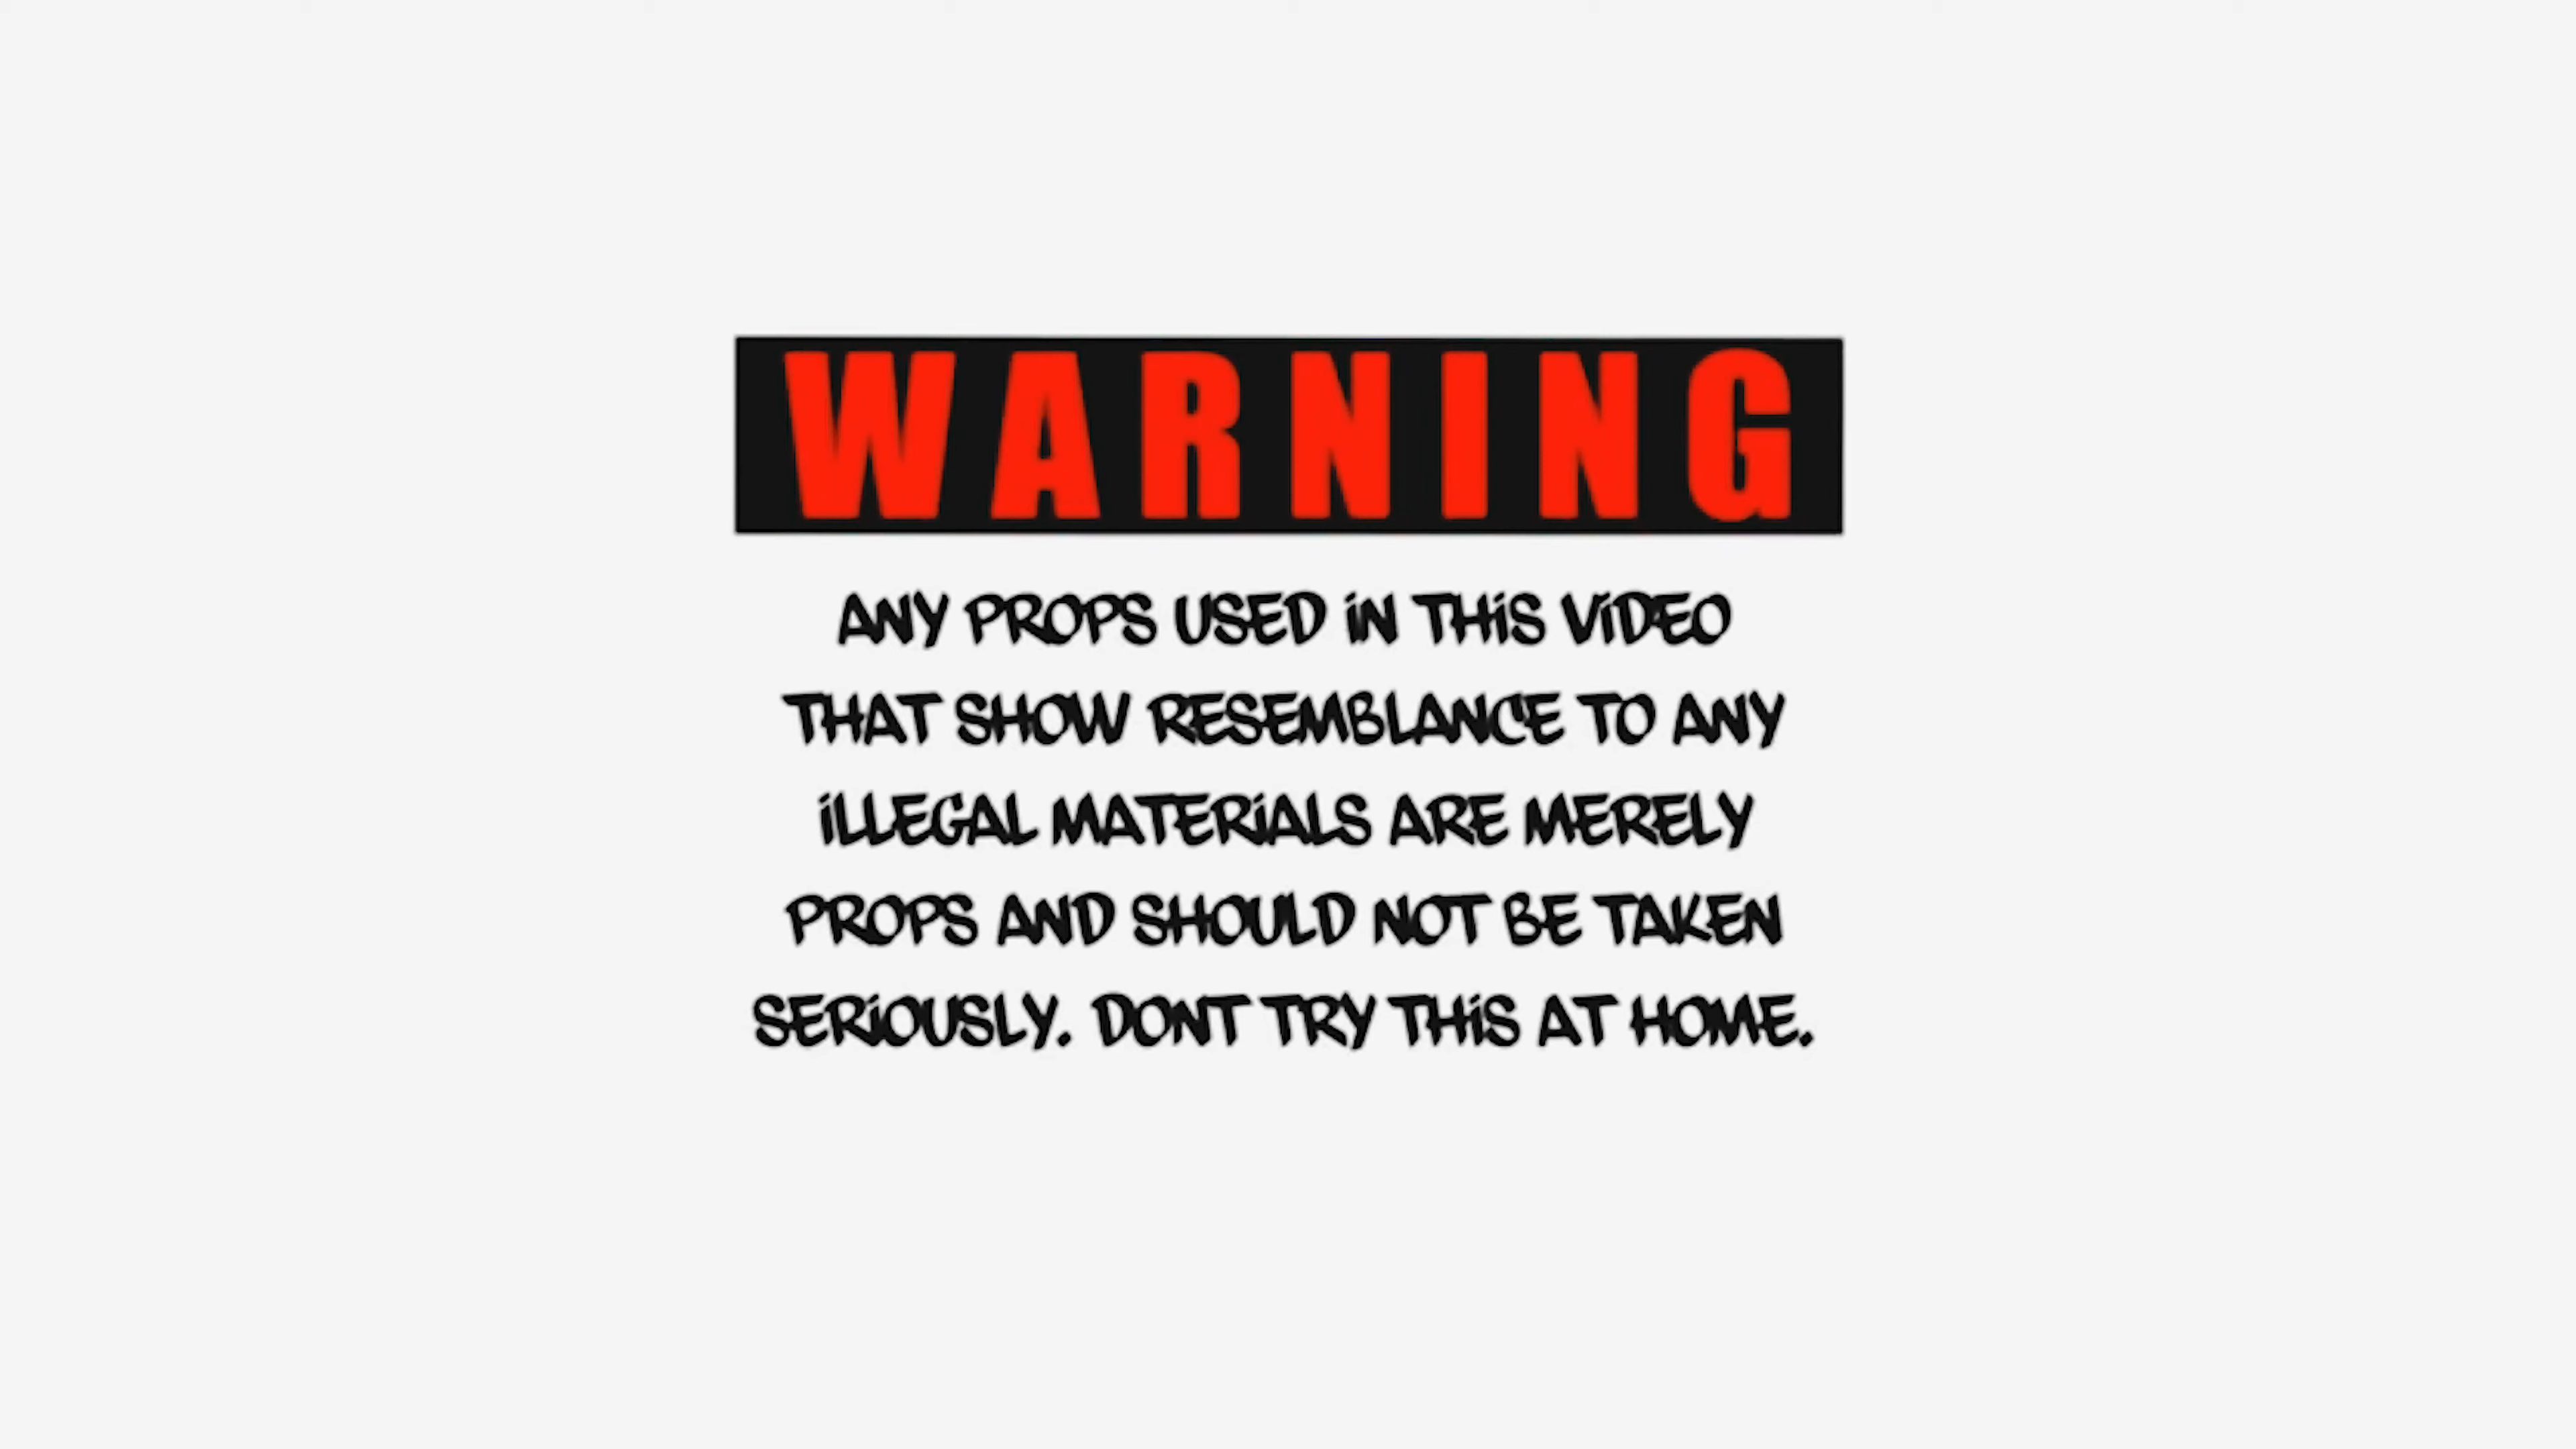 WARNING
ANY PROPS USED iN THiS ViDEO
THAT SHOW RESEMBLANCE TO ANY
iLLEGAL MATERiALS ARE MERELY
PROPS AND SHOULD NOT BE TAKEN
SERiOUSLY. DONT TRY THiS AT HOME.